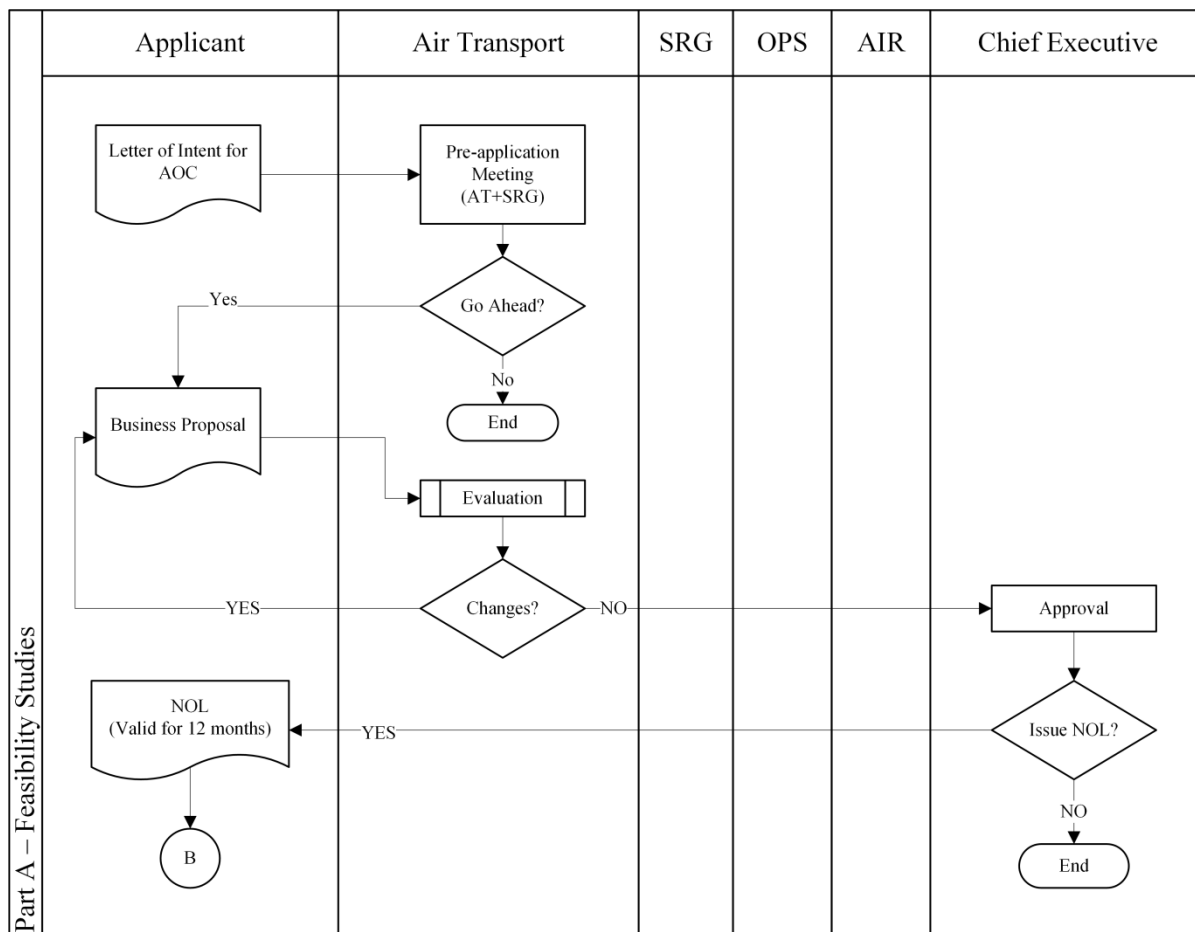 Applicant
Air Transport
SRG
OPS
AIR
Chief Executive
Part A – Feasibility Studies
Letter of Intent for
AOC
Pre-application
Meeting
(AT+SRG)
Go Ahead?
Yes
No
End
Business Proposal
Evaluation
Changes?
YES
NO
Approval
Issue NOL?
YES
NO
End
NOL
(Valid for 12 months)
B